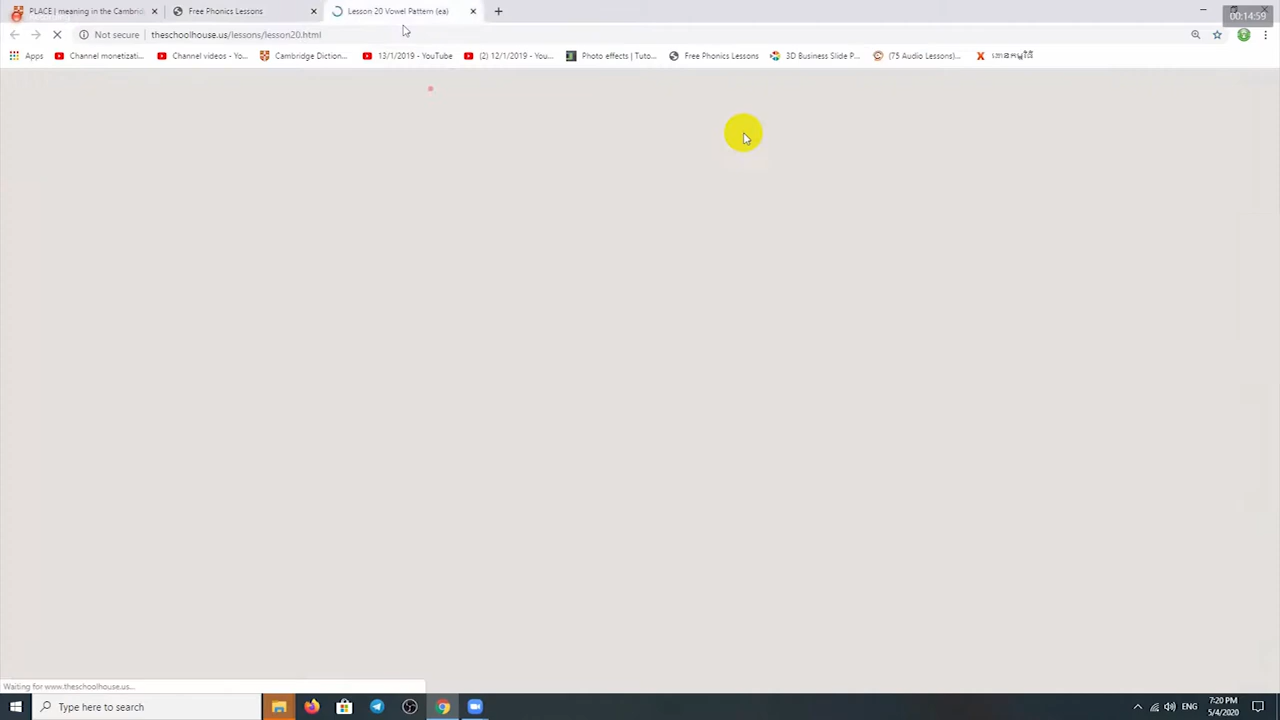 PLACE | meaning in the Cambrid
Free Phonics Lessons
Lesson 20 Vowel Pattern (ea)
00:14:59
Not secure
theschoolhouse.us/lessons/lesson20.html
Apps
Channel monetizati...
Channel videos - Yo...
Cambridge Diction...
13/1/2019 - YouTube
(2) 12/1/2019 - You...
Photo effects | Tuto...
Free Phonics Lessons
3D Business Slide P...
(75 Audio Lessons)...
Waiting for www.theschoolhouse.us...
Type here to search
ENG
7:20 PM
5/4/2020